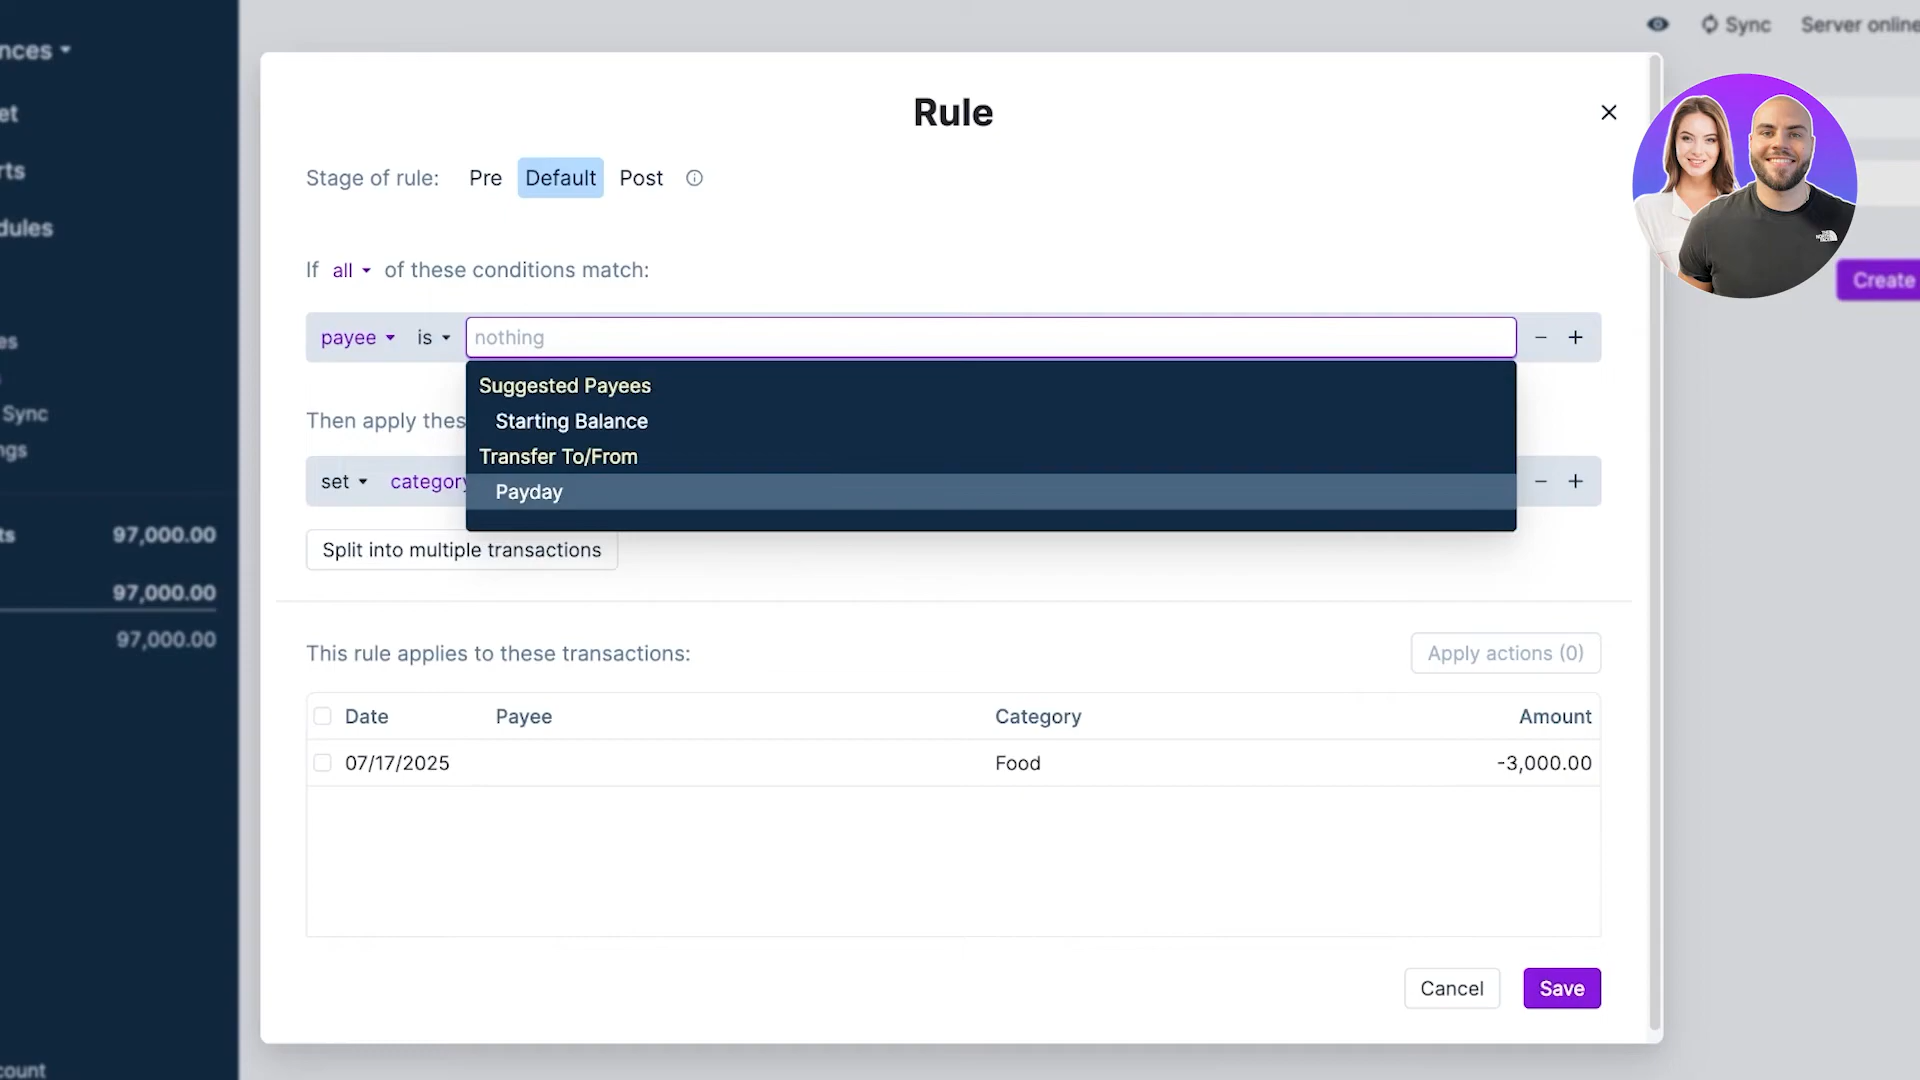 nces
Sync
Server online
et
rts
dules
es
Sync
ngs
ts 97,000.00
97,000.00
97,000.00
count
Create
Rule
Stage of rule: Pre Default Post
If all of these conditions match:
payee is nothing
Suggested Payees
Starting Balance
Transfer To/From
Payday
Then apply thes
set category
Split into multiple transactions
This rule applies to these transactions:
Apply actions (0)
Date Payee Category Amount
07/17/2025 Food -3,000.00
Cancel Save